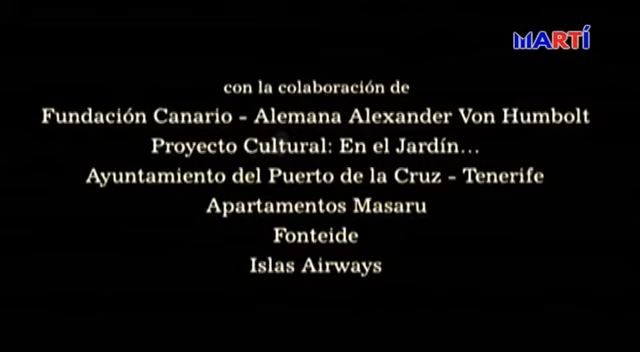 MARTÍ
con la colaboración de
Fundación Canario - Alemana Alexander Von Humbolt
Proyecto Cultural: En el Jardín...
Ayuntamiento del Puerto de la Cruz - Tenerife
Apartamentos Masaru
Fonteide
Islas Airways